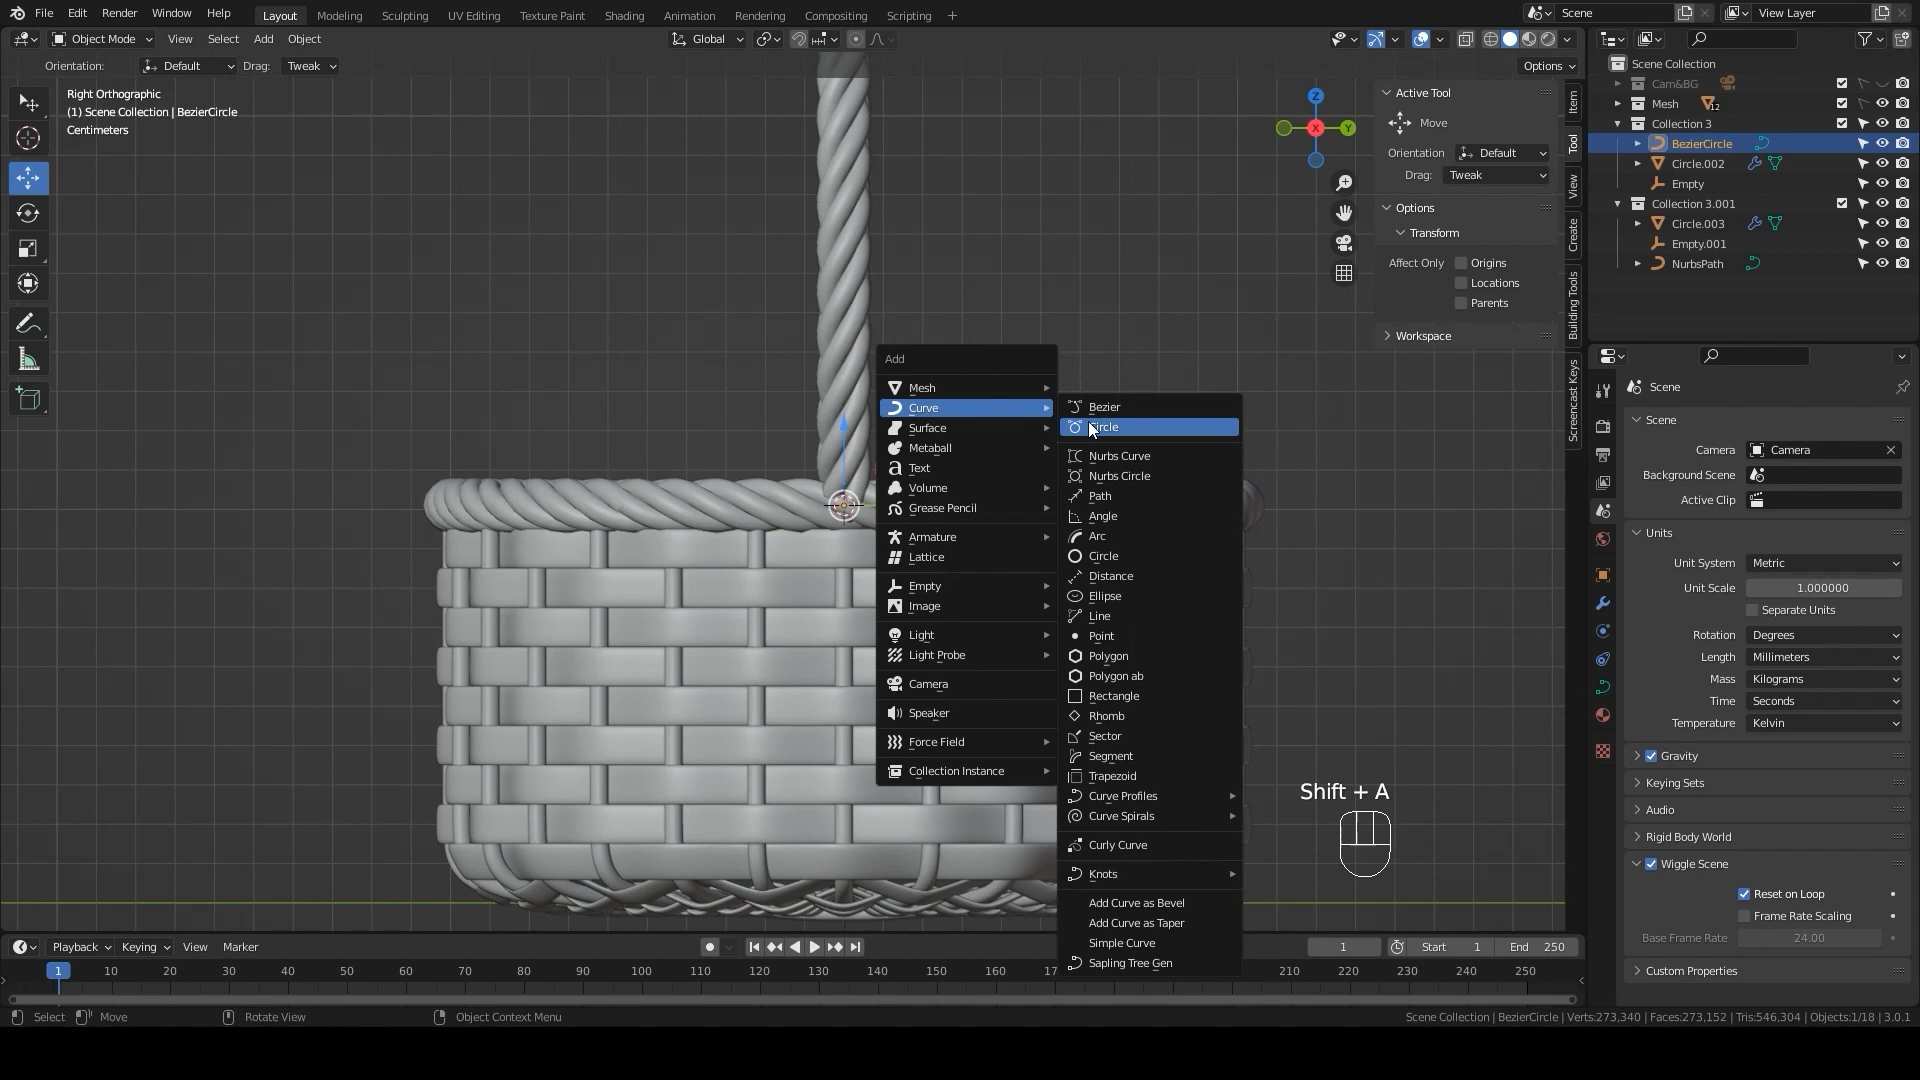 File Edit Render Window Help Layout Modeling Sculpting UV Editing Texture Paint Shading Animation Rendering Compositing Scripting + Scene View Layer
Object Mode View Select Add Object Global
Orientation: Default Drag: Tweak Options
Right Orthographic
(1) Scene Collection | BezierCircle
Centimeters
Z
X
Y
Active Tool
Move
Orientation Default
Drag: Tweak
Options
Transform
Affect Only Origins
Locations
Parents
Workspace
Item
Tool
View
Create
Building Tools
Screencast Keys
Scene Collection
Cam&BG
Mesh 12
Collection 3
BezierCircle
Circle.002
Empty
Collection 3.001
Circle.003
Empty.001
NurbsPath
Add
Mesh
Curve
Surface
Metaball
Text
Volume
Grease Pencil
Armature
Lattice
Empty
Image
Light
Light Probe
Camera
Speaker
Force Field
Collection Instance
Bezier
Nurbs Curve
Nurbs Circle
Path
Angle
Arc
Circle
Distance
Ellipse
Line
Point
Polygon
Polygon ab
Rectangle
Rhomb
Sector
Segment
Trapezoid
Curve Profiles
Curve Spirals
Curly Curve
Knots
Add Curve as Bevel
Add Curve as Taper
Simple Curve
Sapling Tree Gen
Shift + A
Scene
Scene
Camera Camera
Background Scene
Active Clip
Units
Unit System Metric
Unit Scale 1.000000
Separate Units
Rotation Degrees
Length Millimeters
Mass Kilograms
Time Seconds
Temperature Kelvin
Gravity
Keying Sets
Audio
Rigid Body World
Wiggle Scene
Reset on Loop
Frame Rate Scaling
Base Frame Rate 24.00
Custom Properties
Playback Keying View Marker 1 Start 1 End 250
1 10 20 30 40 50 60 70 80 90 100 110 120 130 140 150 160 210 220 230 240 250
Select Move Rotate View Object Context Menu Scene Collection | BezierCircle | Verts:273,340 | Faces:273,152 | Tris:546,304 | Objects:1/18 | 3.0.1